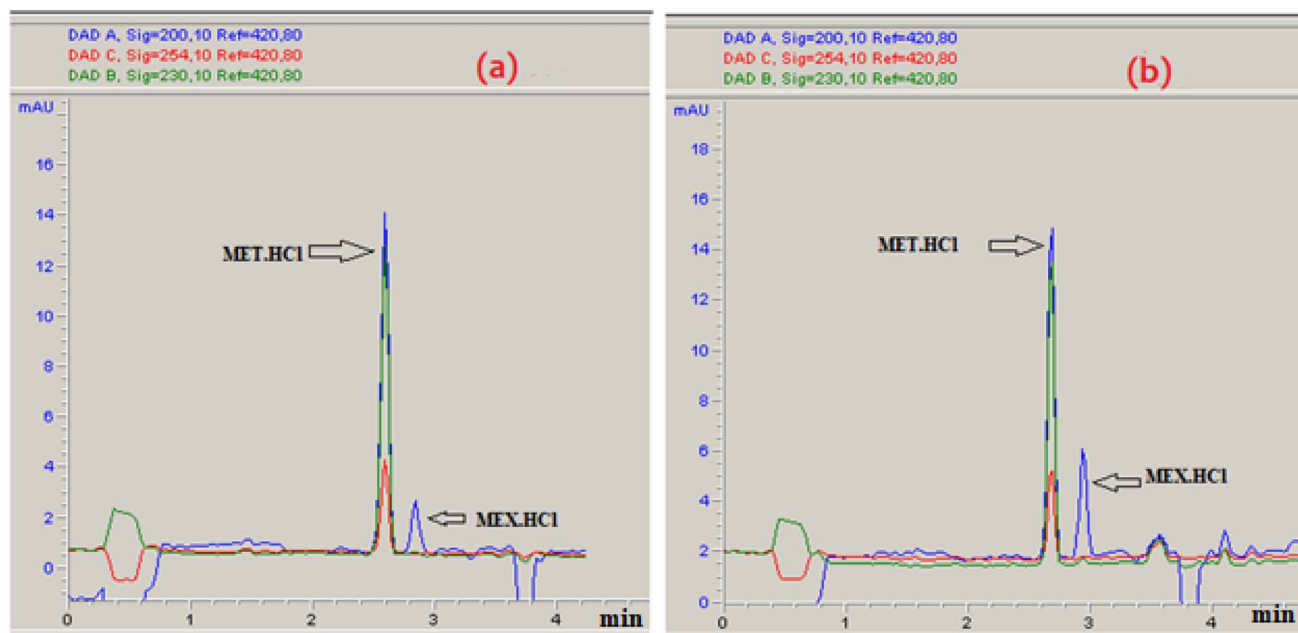 DAD A, Sig=200,10 Ref=420,80
DAD C, Sig=254,10 Ref=420,80
DAD B, Sig=230,10 Ref=420,80
(a)
mAU
16
14
12
10
8
6
4
2
0
MET.HCl
MEX.HCl
0 1 2 3 4 min
DAD A, Sig=200,10 Ref=420,80
DAD C, Sig=254,10 Ref=420,80
DAD B, Sig=230,10 Ref=420,80
(b)
mAU
18
16
14
12
10
8
6
4
2
0
MET.HCl
MEX.HCl
0 1 2 3 4 min